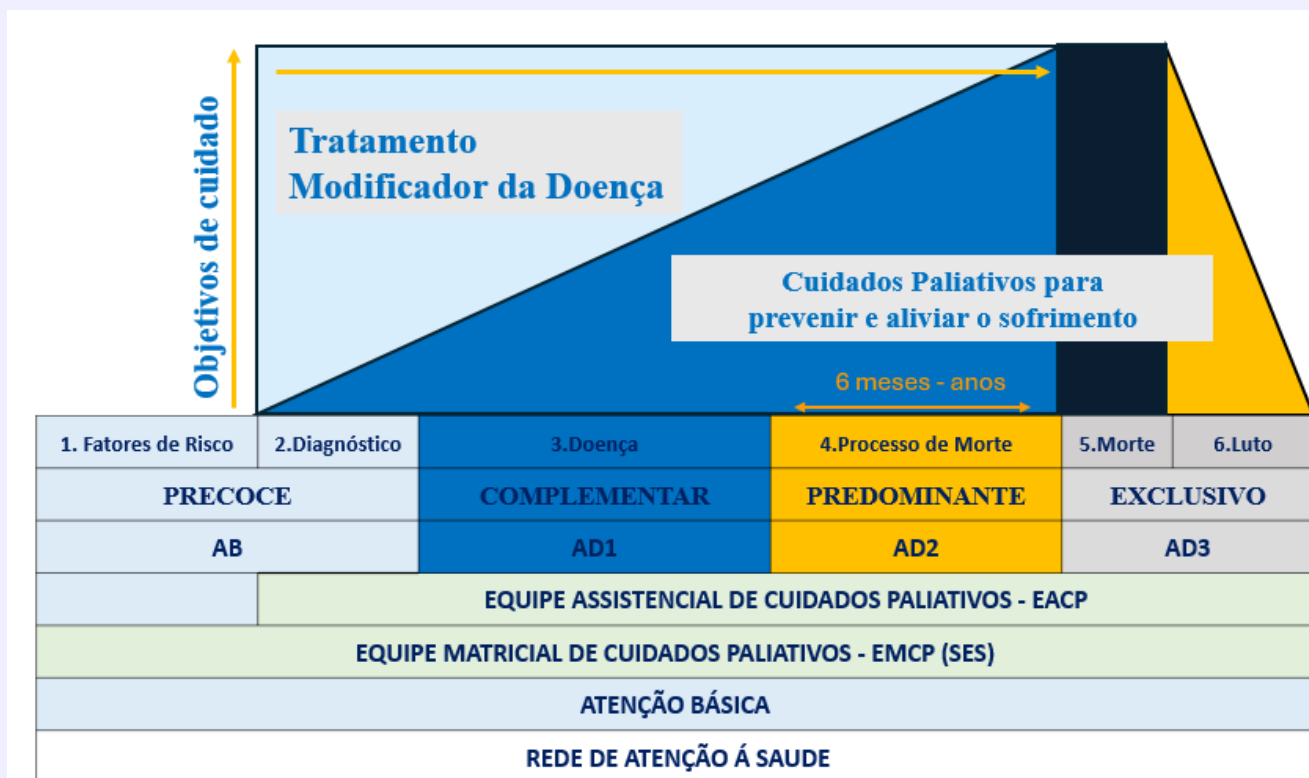 Objetivos de cuidado
Tratamento
Modificador da Doença
Cuidados Paliativos para
prevenir e aliviar o sofrimento
6 meses - anos
1. Fatores de Risco
2.Diagnóstico
3.Doença
4.Processo de Morte
5.Morte
6.Luto
PRECOCE
COMPLEMENTAR
PREDOMINANTE
EXCLUSIVO
AB
AD1
AD2
AD3
EQUIPE ASSISTENCIAL DE CUIDADOS PALIATIVOS - EACP
EQUIPE MATRICIAL DE CUIDADOS PALIATIVOS - EMCP (SES)
ATENÇÃO BÁSICA
REDE DE ATENÇÃO Á SAUDE